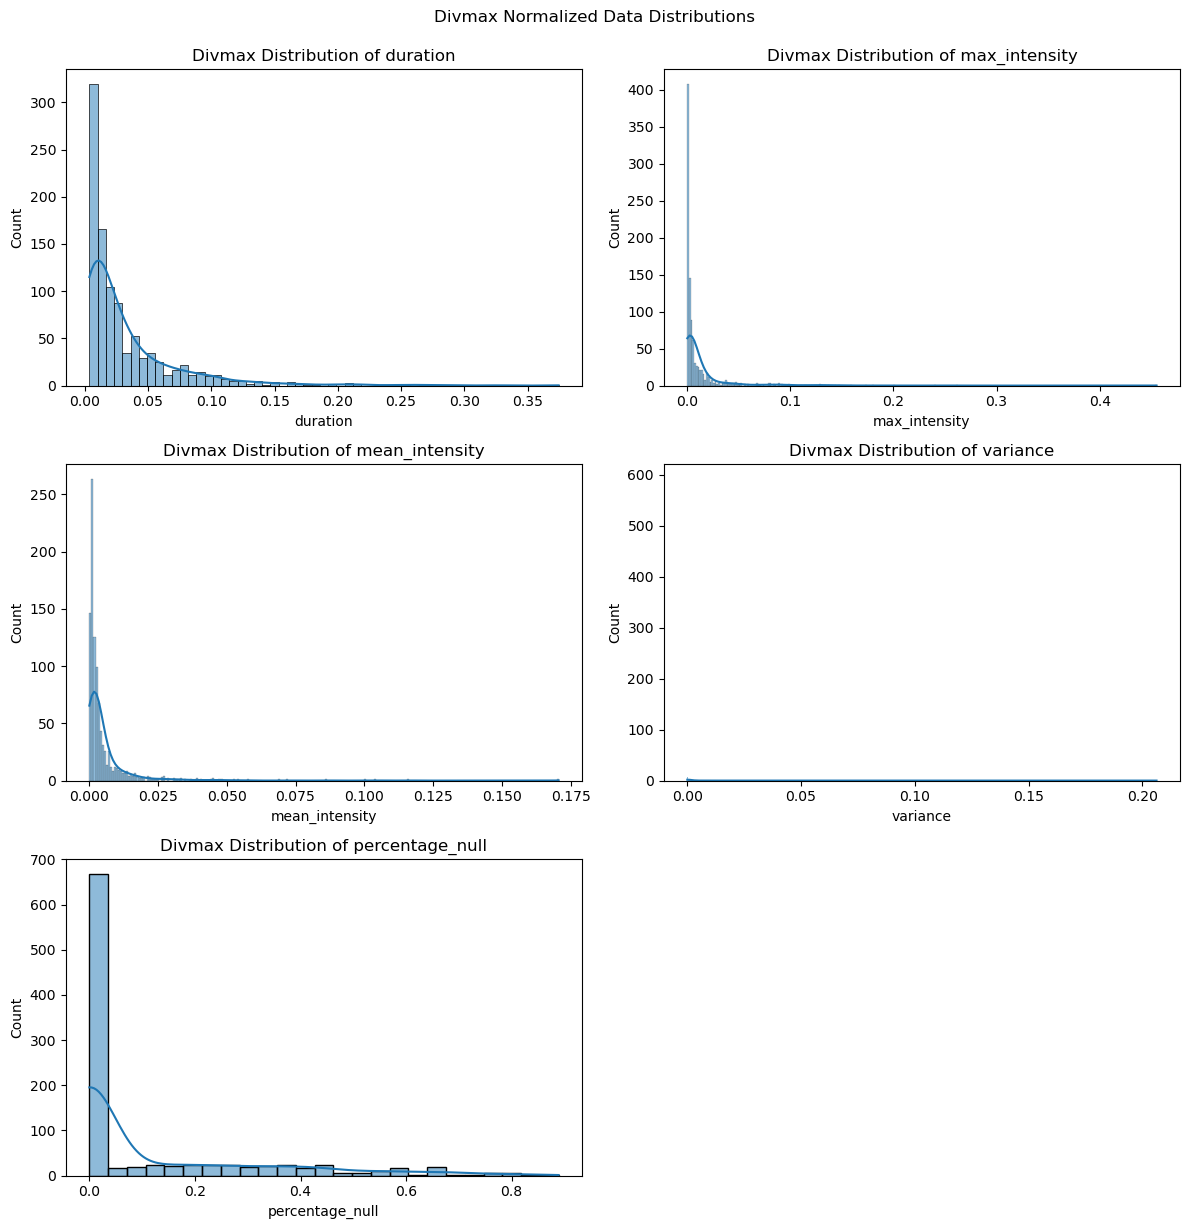 Divmax Normalized Data Distributions
Divmax Distribution of duration
300
250
200
150
100
50
0
Count
0.00 0.05 0.10 0.15 0.20 0.25 0.30 0.35
duration
Divmax Distribution of max_intensity
400
350
300
250
200
150
100
50
0
Count
0.0 0.1 0.2 0.3 0.4
max_intensity
Divmax Distribution of mean_intensity
250
200
150
100
50
0
Count
0.000 0.025 0.050 0.075 0.100 0.125 0.150 0.175
mean_intensity
Divmax Distribution of variance
600
500
400
300
200
100
0
Count
0.00 0.05 0.10 0.15 0.20
variance
Divmax Distribution of percentage_null
700
600
500
400
300
200
100
0
Count
0.0 0.2 0.4 0.6 0.8
percentage_null